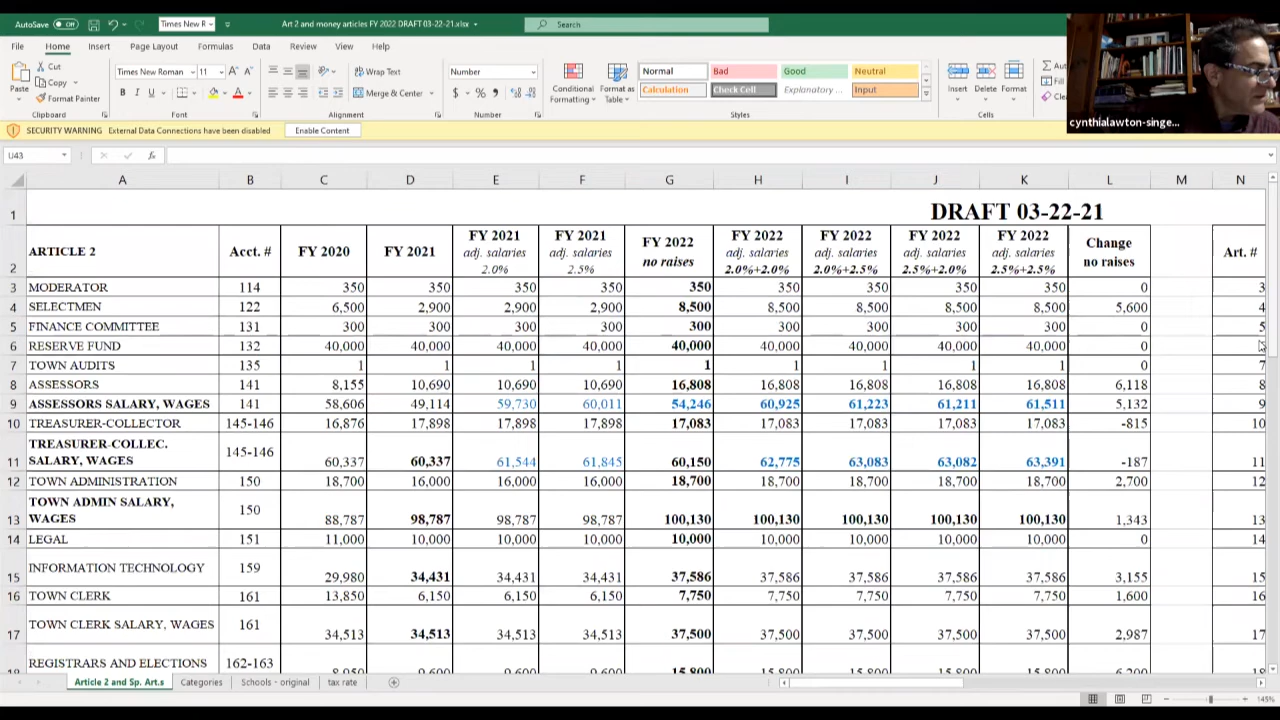 AutoSave Off Times New R Art 2 and money articles FY 2022 DRAFT 03-22-21.xlsx Search
File Home Insert Page Layout Formulas Data Review View Help
Paste Cut Copy Format Painter Clipboard
Times New Roman 11 Font
Wrap Text Merge & Center Alignment
Number Number
Conditional Formatting Format as Table
Normal Bad Good Neutral
Calculation Check Cell Explanatory ... Input
Styles
Insert Delete Format Cells
cynthialawton-singe...
SECURITY WARNING External Data Connections have been disabled Enable Content
U43 fx
A B C D E F G H I J K L M N
1 DRAFT 03-22-21
2 ARTICLE 2 Acct. # FY 2020 FY 2021 FY 2021 adj. salaries 2.0% FY 2021 adj. salaries 2.5% FY 2022 no raises FY 2022 adj. salaries 2.0%+2.0% FY 2022 adj. salaries 2.0%+2.5% FY 2022 adj. salaries 2.5%+2.0% FY 2022 adj. salaries 2.5%+2.5% Change no raises Art. #
3 MODERATOR 114 350 350 350 350 350 350 350 350 350 0 3
4 SELECTMEN 122 6,500 2,900 2,900 2,900 8,500 8,500 8,500 8,500 8,500 5,600 4
5 FINANCE COMMITTEE 131 300 300 300 300 300 300 300 300 300 0 5
6 RESERVE FUND 132 40,000 40,000 40,000 40,000 40,000 40,000 40,000 40,000 40,000 0
7 TOWN AUDITS 135 1 1 1 1 1 1 1 1 1 0 7
8 ASSESSORS 141 8,155 10,690 10,690 10,690 16,808 16,808 16,808 16,808 16,808 6,118 8
9 ASSESSORS SALARY, WAGES 141 58,606 49,114 59,730 60,011 54,246 60,925 61,223 61,211 61,511 5,132 9
10 TREASURER-COLLECTOR 145-146 16,876 17,898 17,898 17,898 17,083 17,083 17,083 17,083 17,083 -815 10
11 TREASURER-COLLEC. SALARY, WAGES 145-146 60,337 60,337 61,544 61,845 60,150 62,775 63,083 63,082 63,391 -187 11
12 TOWN ADMINISTRATION 150 18,700 16,000 16,000 16,000 18,700 18,700 18,700 18,700 18,700 2,700 12
13 TOWN ADMIN SALARY, WAGES 150 88,787 98,787 98,787 98,787 100,130 100,130 100,130 100,130 100,130 1,343 13
14 LEGAL 151 11,000 10,000 10,000 10,000 10,000 10,000 10,000 10,000 10,000 0 14
15 INFORMATION TECHNOLOGY 159 29,980 34,431 34,431 34,431 37,586 37,586 37,586 37,586 37,586 3,155 15
16 TOWN CLERK 161 13,850 6,150 6,150 6,150 7,750 7,750 7,750 7,750 7,750 1,600 16
17 TOWN CLERK SALARY, WAGES 161 34,513 34,513 34,513 34,513 37,500 37,500 37,500 37,500 37,500 2,987 17
REGISTRARS AND ELECTIONS 162-163
Article 2 and Sp. Art.s Categories Schools - original tax rate
145%